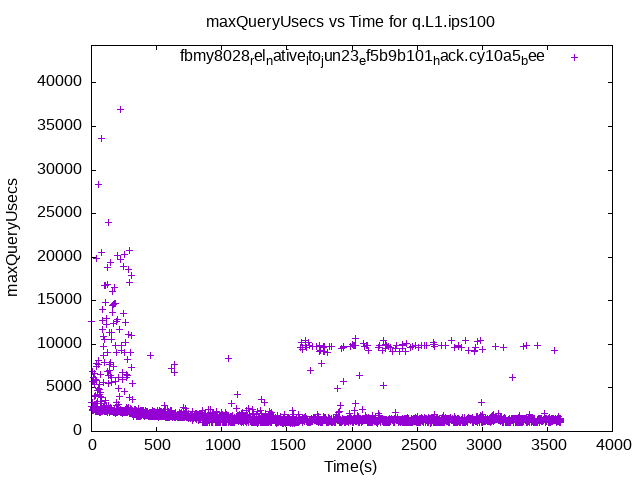 maxQueryUsecs vs Time for q.L1.ips100
fbmy8028relnativeltojun23ef5b9b101hack.cy10a5bee
40000
35000
30000
25000
20000
15000
10000
5000
0
maxQueryUsecs
0 500 1000 1500 2000 2500 3000 3500 4000
Time(s)